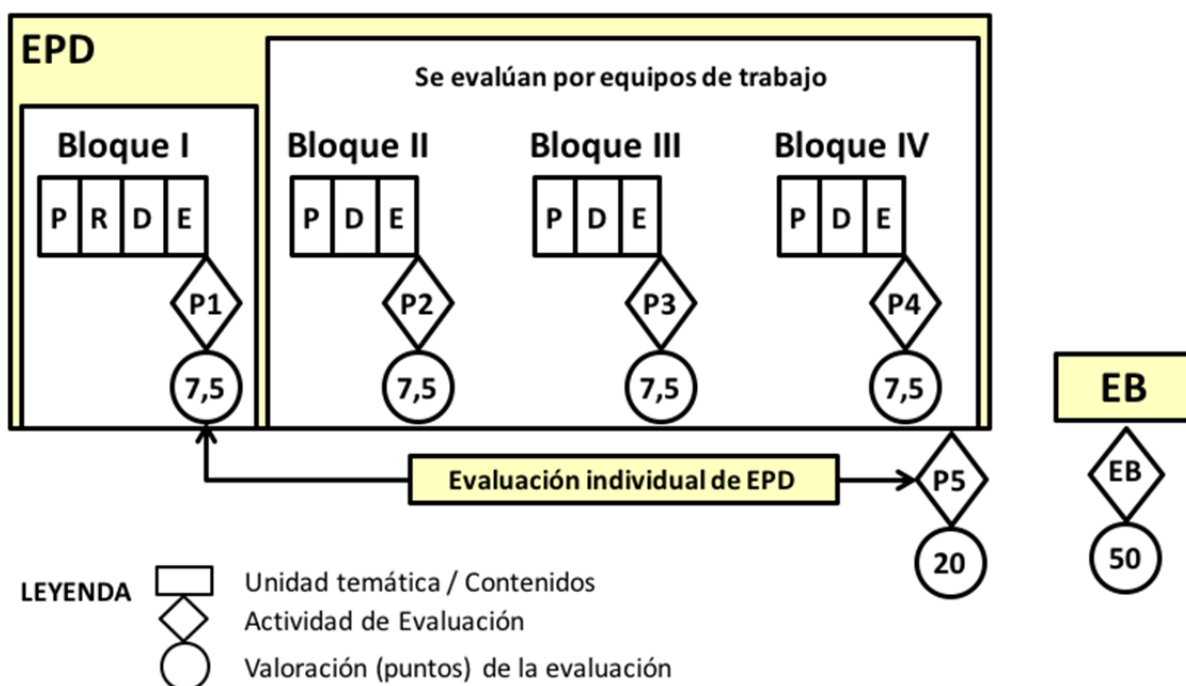 EPD
Se evalúan por equipos de trabajo
Bloque I
Bloque II
Bloque III
Bloque IV
P R D E
P D E
P D E
P D E
P1
P2
P3
P4
7,5
7,5
7,5
7,5
EB
Evaluación individual de EPD
P5
EB
20
50
LEYENDA
Unidad temática / Contenidos
Actividad de Evaluación
Valoración (puntos) de la evaluación